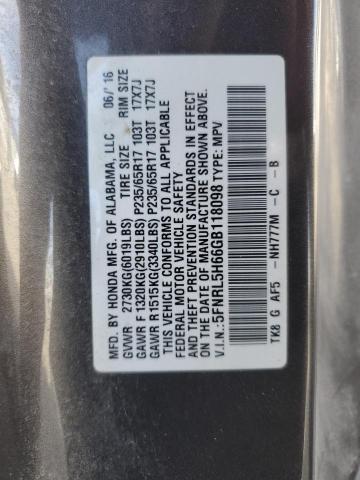 MFD. BY HONDA MFG. OF ALABAMA, LLC 06/ 16
TIRE SIZE RIM SIZE
GVWR 2730KG(6019LBS)
GAWR F 1320KG(2910LBS) P235/65R17 103T 17X7J
GAWR R1515KG(3340LBS) P235/65R17 103T 17X7J
THIS VEHICLE CONFORMS TO ALL APPLICABLE
FEDERAL MOTOR VEHICLE SAFETY
AND THEFT PREVENTION STANDARDS IN EFFECT
ON THE DATE OF MANUFACTURE SHOWN ABOVE.
V.I.N.: 5FNRL5H66GB118098 TYPE: MPV
TK8 G AF5 -NH777M -C -B